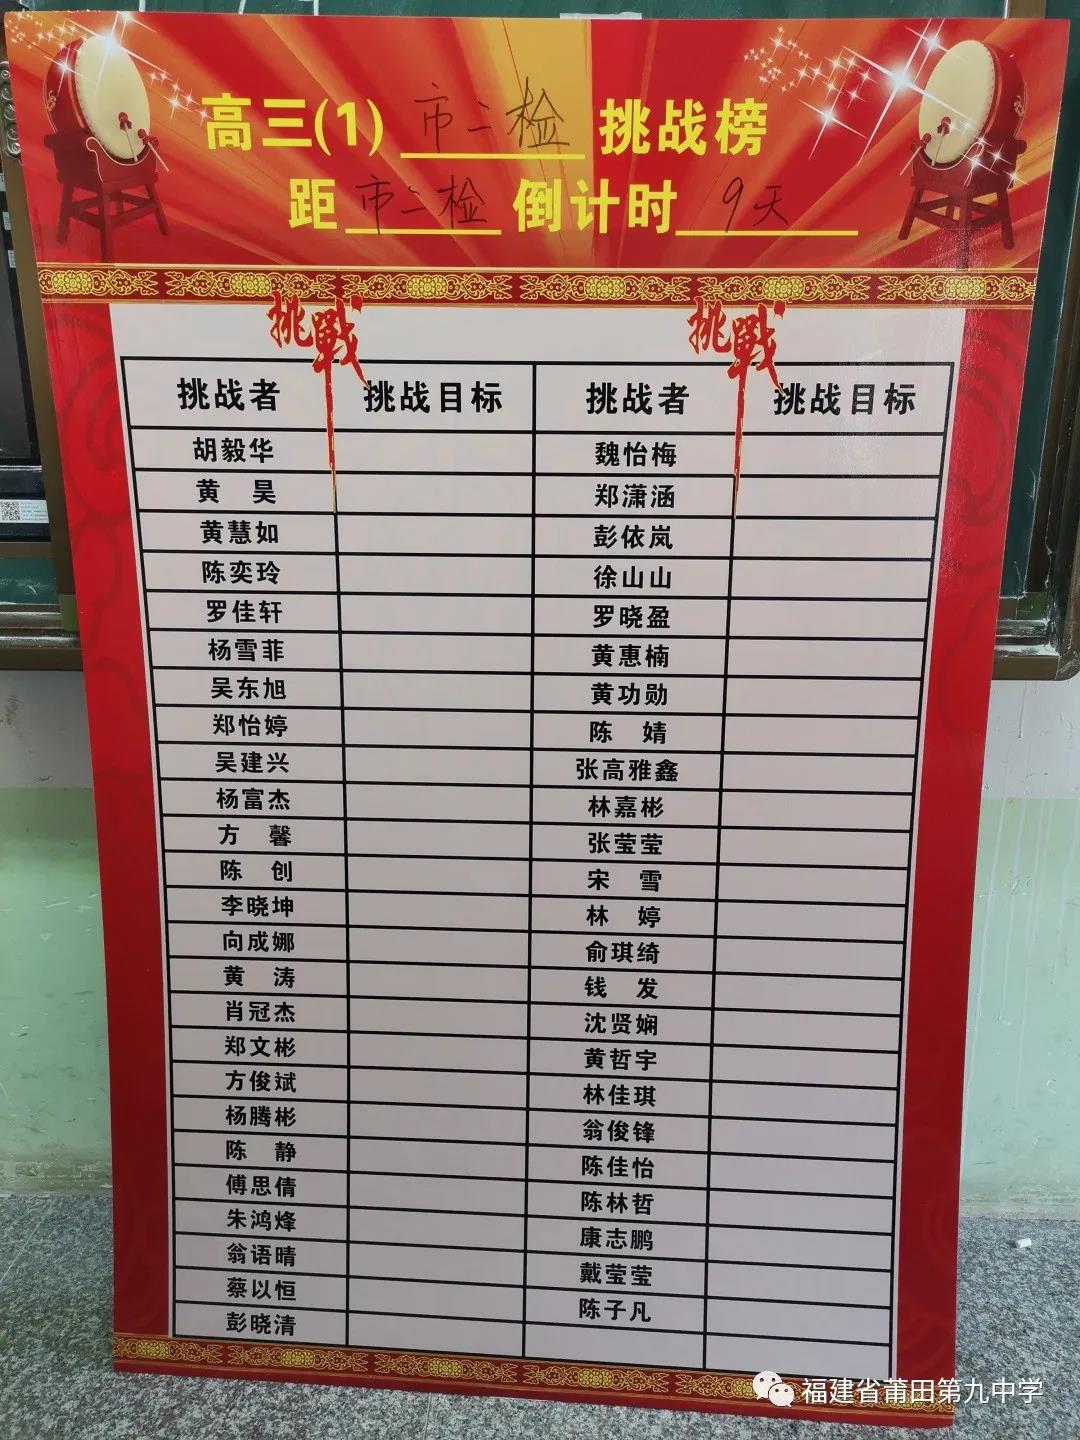 高三(1) 市二检 挑战榜
距 市二检 倒计时 9天
挑戰 挑戰
挑战者 挑战目标 挑战者 挑战目标
胡毅华 魏怡梅
黄 昊 郑潇涵
黄慧如 彭依岚
陈奕玲 徐山山
罗佳轩 罗晓盈
杨雪菲 黄惠楠
吴东旭 黄功勋
郑怡婷 陈 婧
吴建兴 张高雅鑫
杨富杰 林嘉彬
方 馨 张莹莹
陈 创 宋 雪
李晓坤 林 婷
向成娜 俞琪绮
黄 涛 钱 发
肖冠杰 沈贤娴
郑文彬 黄哲宇
方俊斌 林佳琪
杨腾彬 翁俊锋
陈 静 陈佳怡
傅思倩 陈林哲
朱鸿烽 康志鹏
翁语晴 戴莹莹
蔡以恒 陈子凡
彭晓清
福建省莆田第九中学